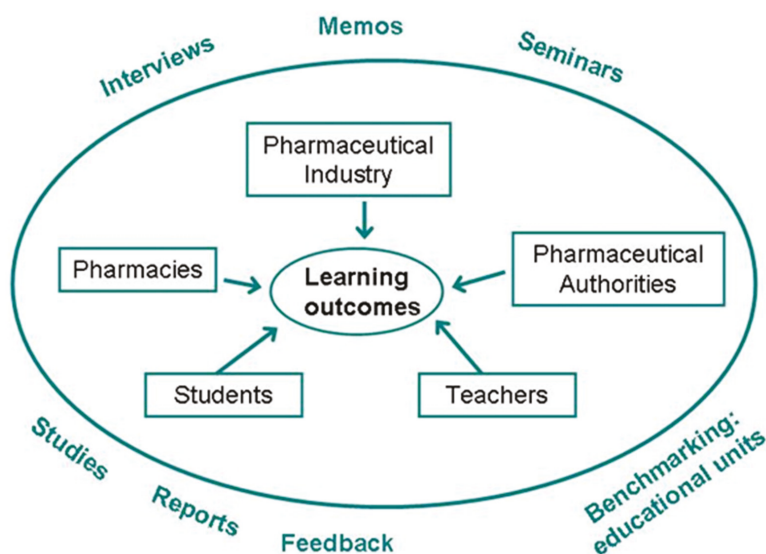 Memos
Interviews
Seminars
Pharmaceutical
Industry
Pharmacies
Pharmaceutical
Authorities
Learning
outcomes
Students
Teachers
Studies
Reports
Feedback
Benchmarking:
educational units